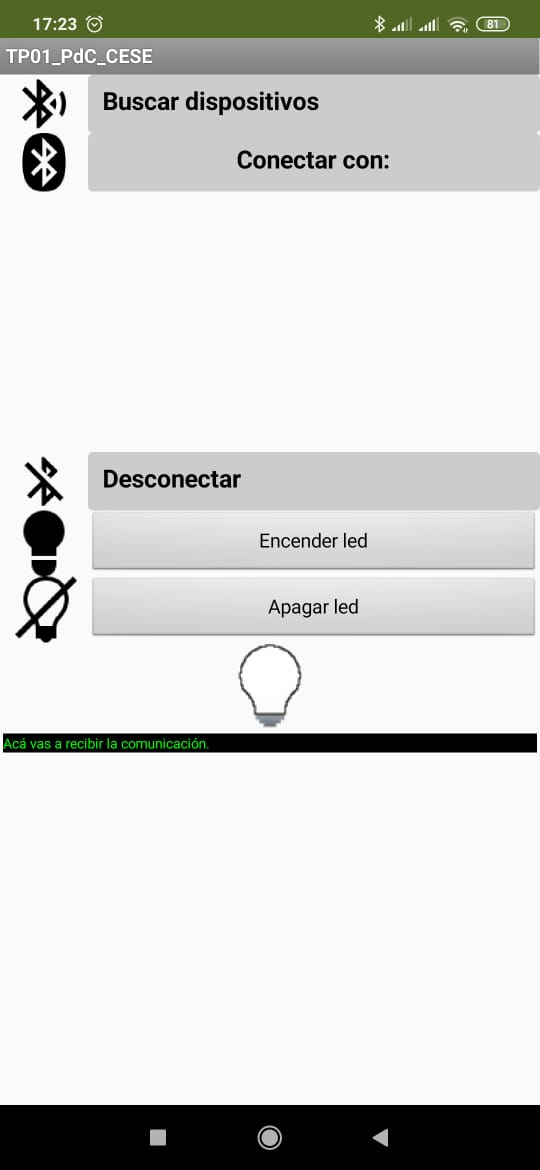 17:23 81
TP01_PdC_CESE
Buscar dispositivos
Conectar con:
Desconectar
Encender led
Apagar led
Acá vas a recibir la comunicación.